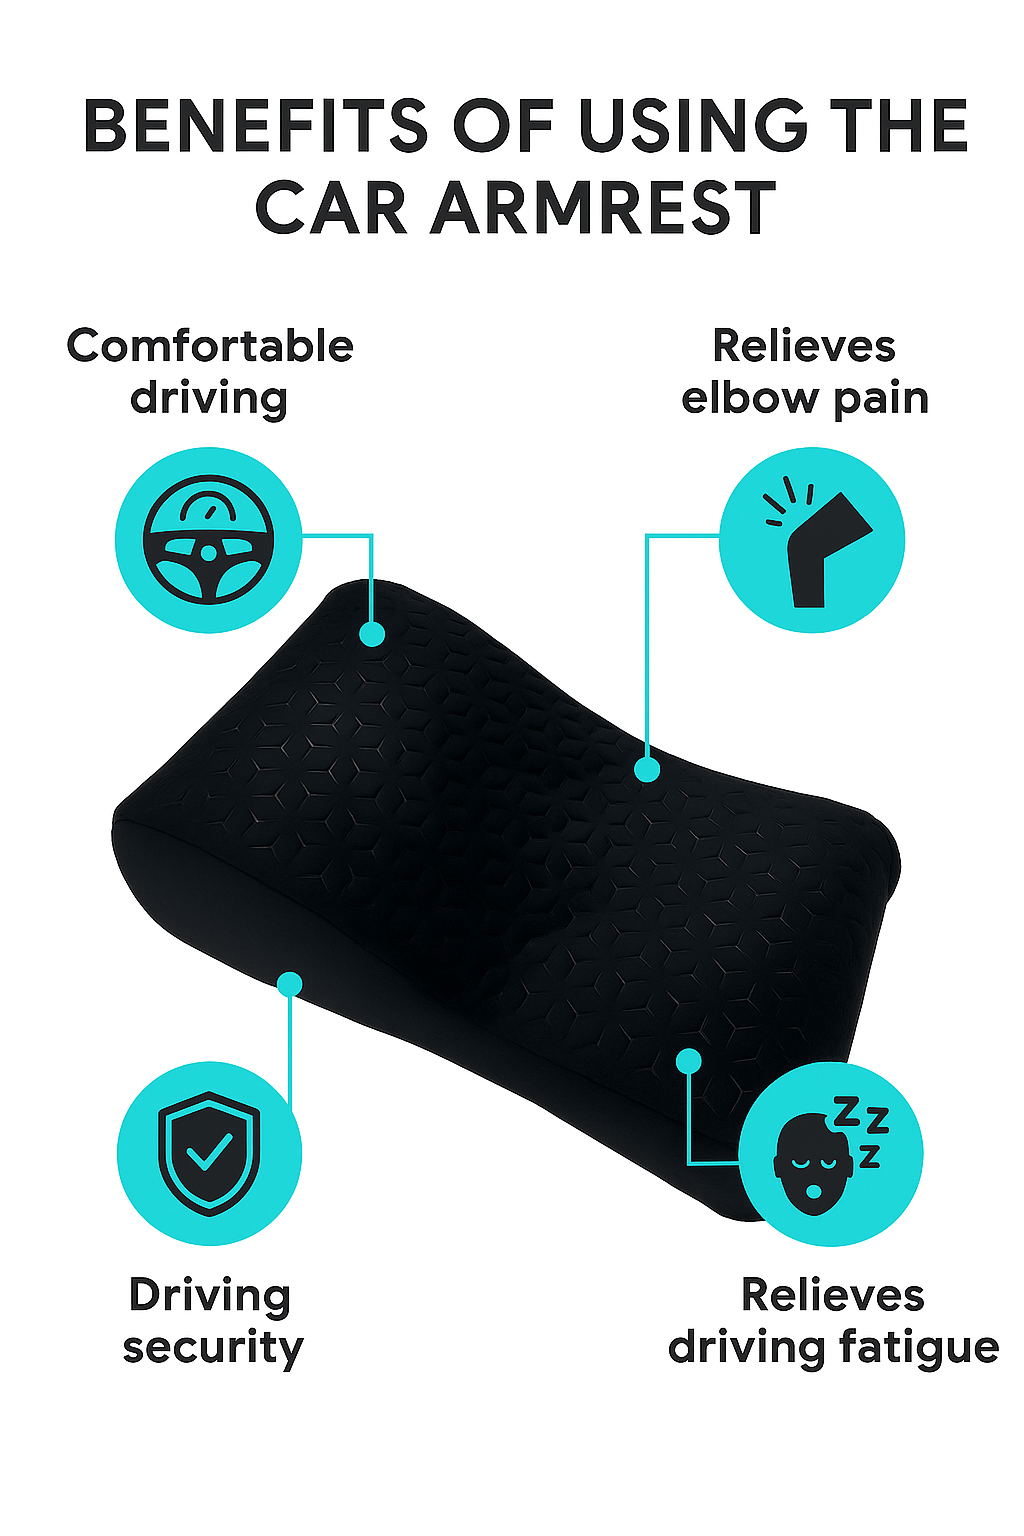 BENEFITS OF USING THE
CAR ARMREST
Comfortable
driving
Relieves
elbow pain
Z Z
Z
Driving
security
Relieves
driving fatigue